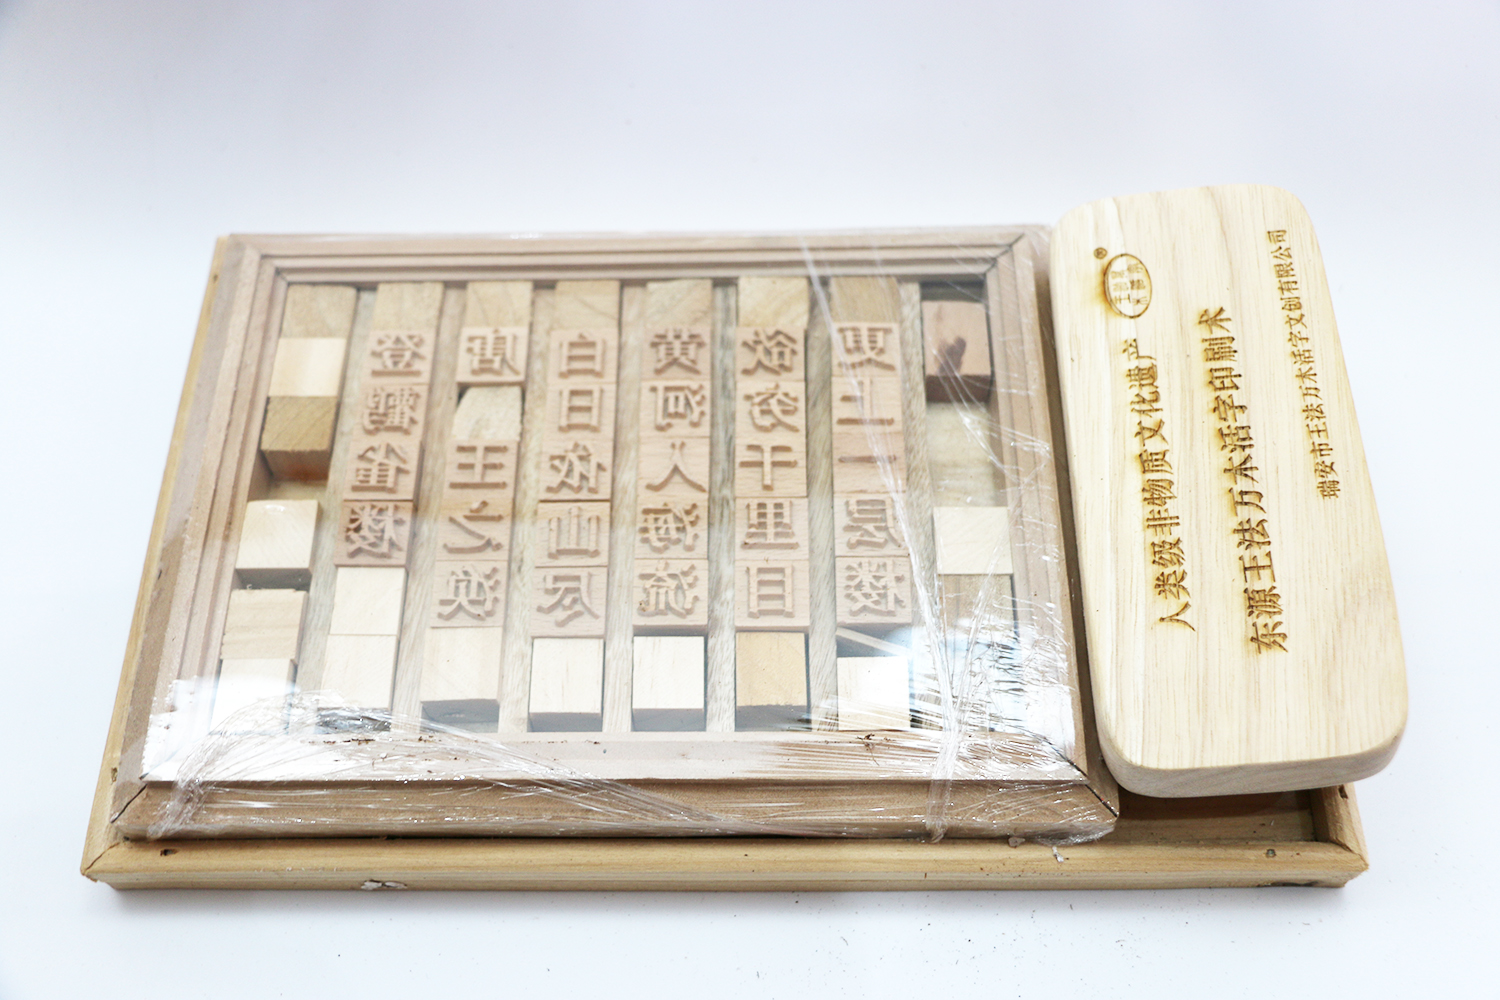 登鹳雀楼
唐 王之涣
白日依山尽
黄河入海流
欲穷千里目
更上一层楼
®
人类级非物质文化遗产
东源王法万木活字印刷术
瑞安市王法万木活字文创有限公司